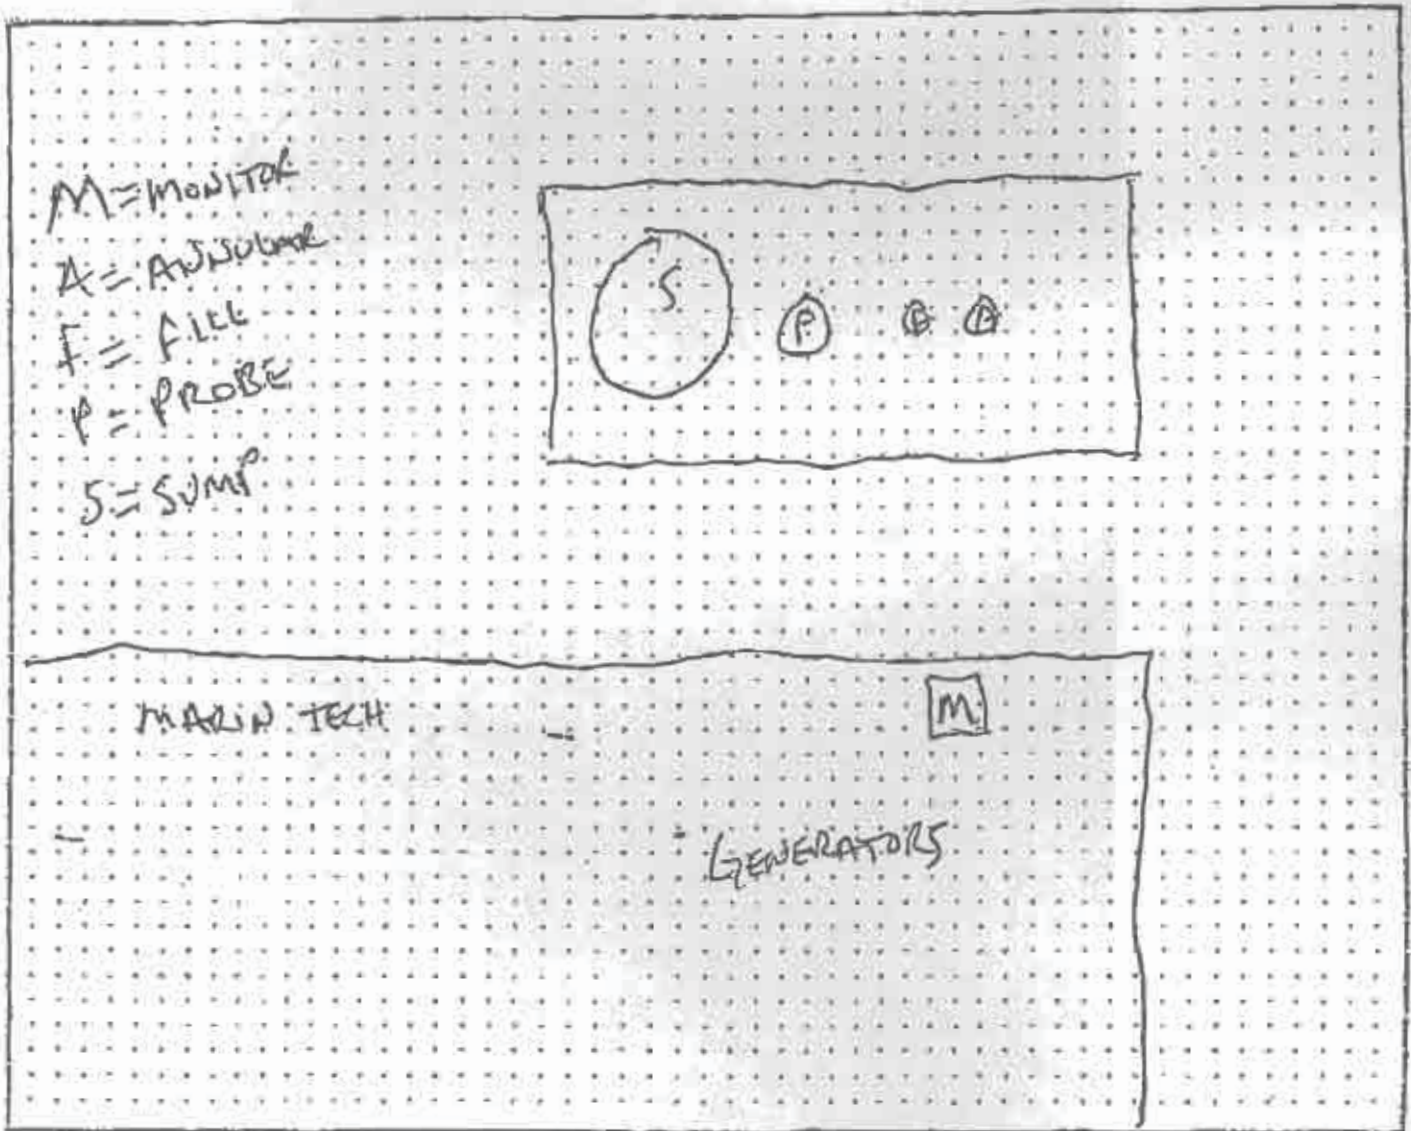 M = MONITOR
A = ANNULAR
F = FILL
P = PROBE
S = SUMP
S
M
MARIN TECH
GENERATORS